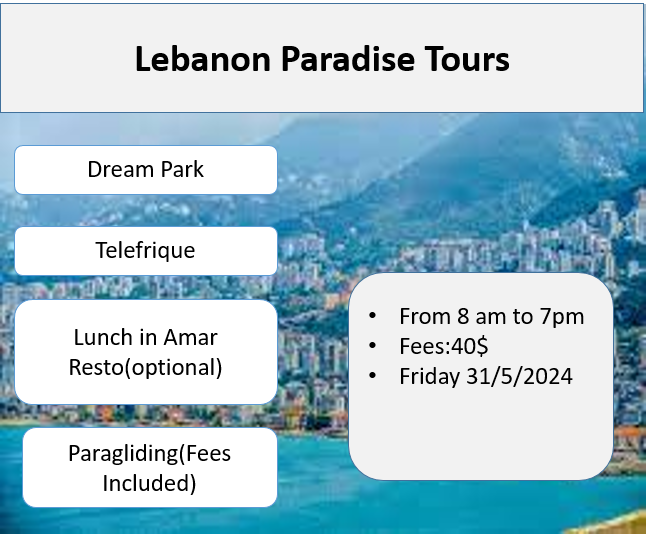 Lebanon Paradise Tours
Dream Park
Telefrique
Lunch in Amar
Resto(optional)
Paragliding(Fees
Included)
• From 8 am to 7pm
• Fees:40$
• Friday 31/5/2024